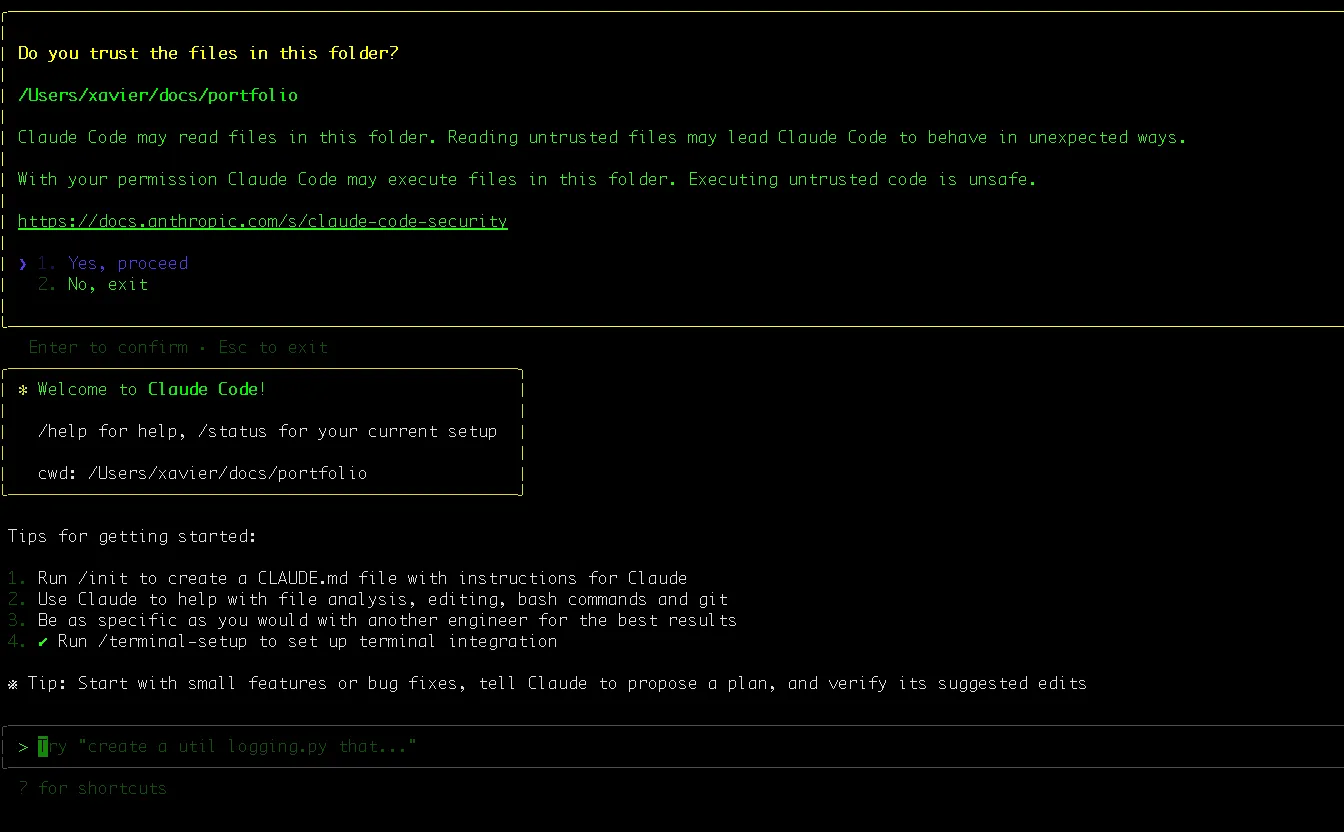 Do you trust the files in this folder?
/Users/xavier/docs/portfolio
Claude Code may read files in this folder. Reading untrusted files may lead Claude Code to behave in unexpected ways.
With your permission Claude Code may execute files in this folder. Executing untrusted code is unsafe.
https://docs.anthropic.com/s/claude-code-security
❯ 1. Yes, proceed
2. No, exit
Enter to confirm · Esc to exit
* Welcome to Claude Code!
/help for help, /status for your current setup
cwd: /Users/xavier/docs/portfolio
Tips for getting started:
1. Run /init to create a CLAUDE.md file with instructions for Claude
2. Use Claude to help with file analysis, editing, bash commands and git
3. Be as specific as you would with another engineer for the best results
4. ✔ Run /terminal-setup to set up terminal integration
※ Tip: Start with small features or bug fixes, tell Claude to propose a plan, and verify its suggested edits
> Try "create a util logging.py that..."
? for shortcuts